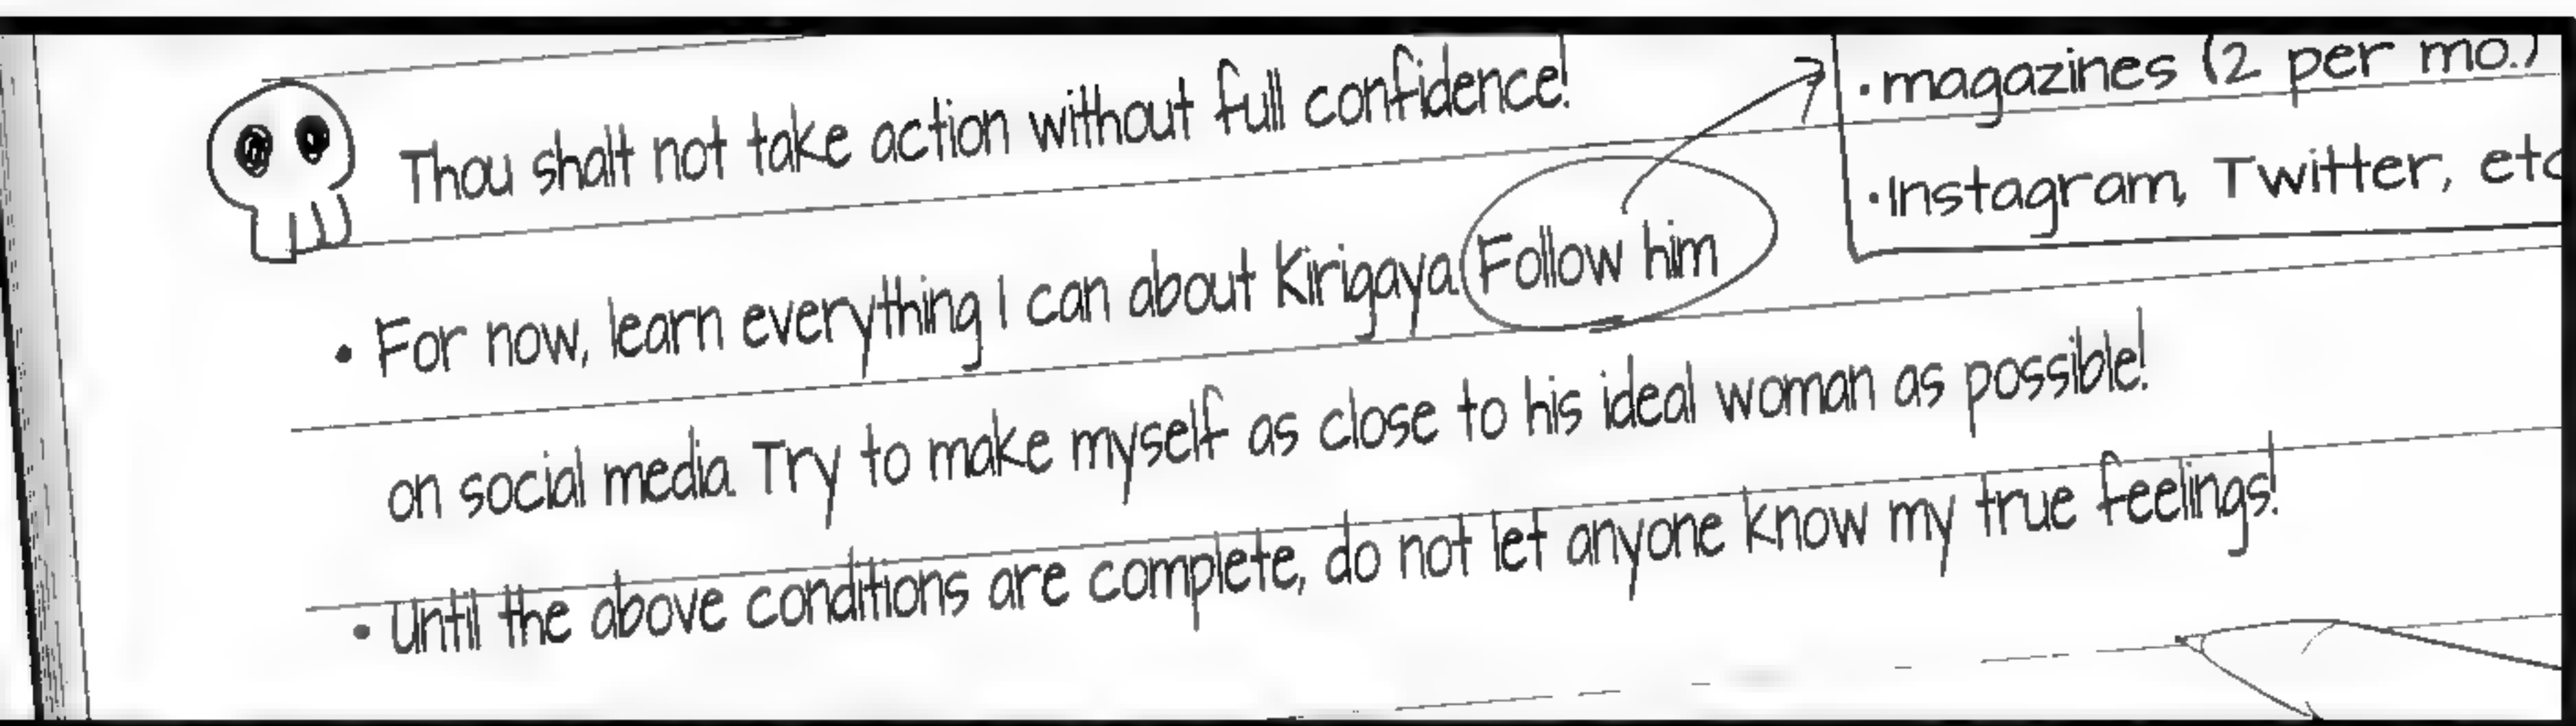 Thou shalt not take action without full confidence!
• magazines (2 per mo.)
• Instagram, Twitter, etc
• For now, learn everything I can about Kirigaya. Follow him
on social media. Try to make myself as close to his ideal woman as possible!
• Until the above conditions are complete, do not let anyone know my true feelings!